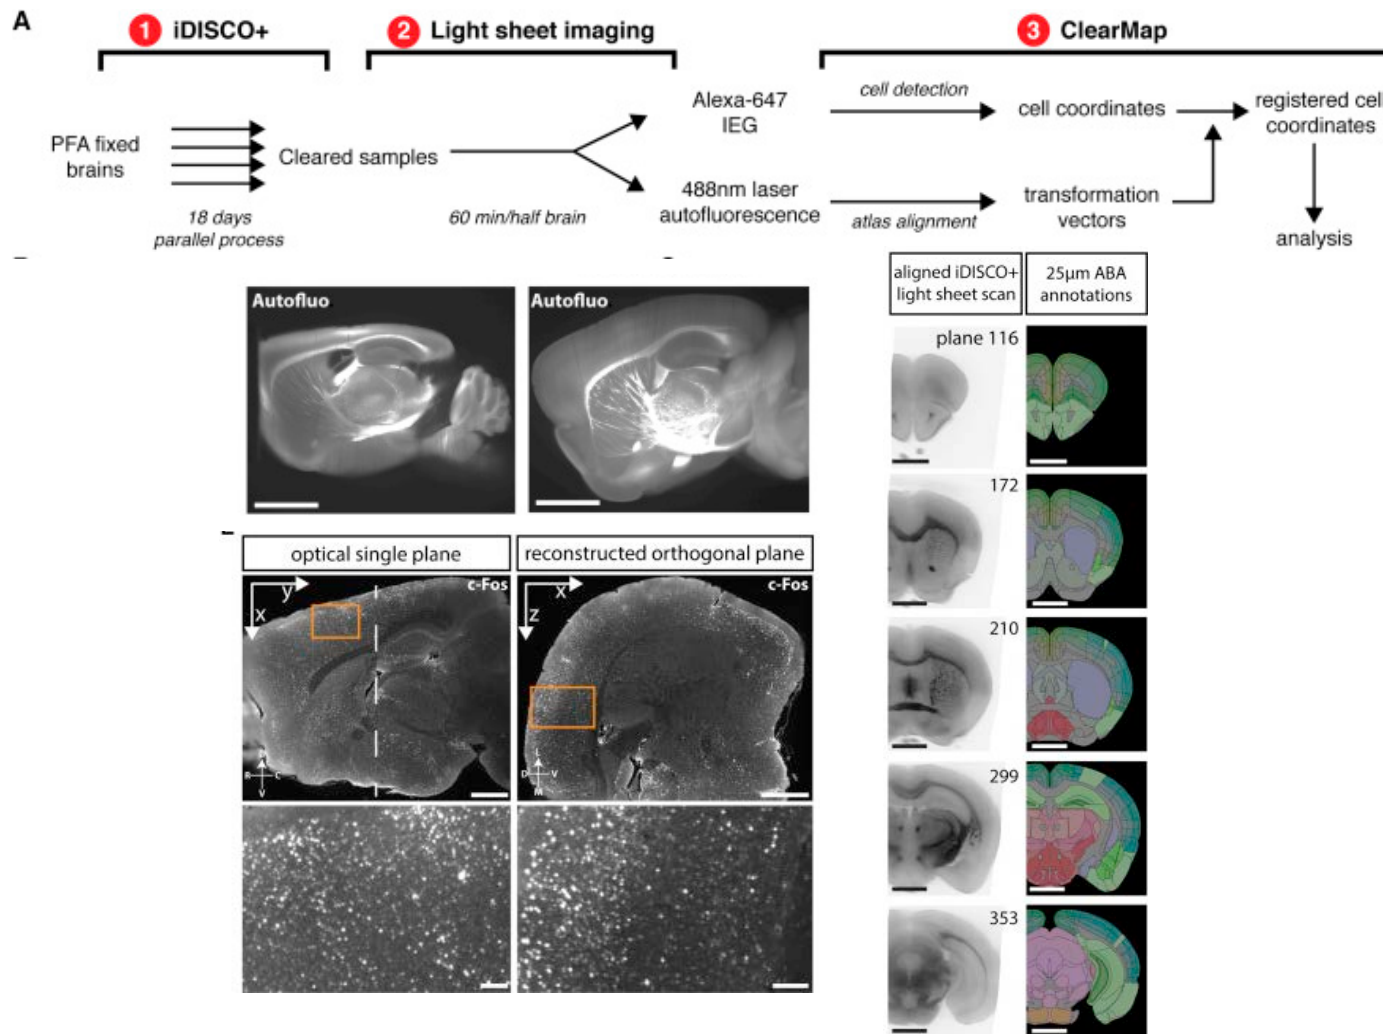 A
1 iDISCO+
2 Light sheet imaging
3 ClearMap
PFA fixed
brains
18 days
parallel process
Cleared samples
60 min/half brain
Alexa-647
IEG
488nm laser
autofluorescence
cell detection
atlas alignment
cell coordinates
transformation
vectors
registered cell
coordinates
analysis
Autofluo
Autofluo
optical single plane
reconstructed orthogonal plane
y
x
c-Fos
x
z
c-Fos
R C
V
L
D V
M
aligned iDISCO+
light sheet scan
25µm ABA
annotations
plane 116
172
210
299
353